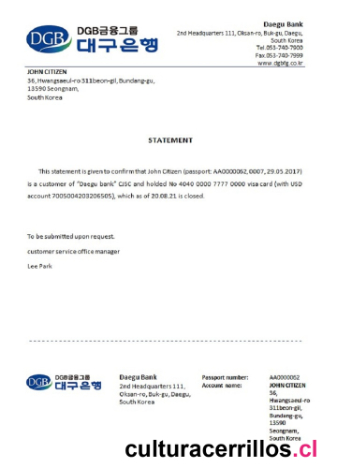 DGB
DGB금융그룹
대구은행
Daegu Bank
2nd Headquarters 111, Oksan-ro, Buk-gu, Daegu,
South Korea
Tel.053-740-7900
Fax.053-740-7999
www.dgbfg.co.kr
JOHN CITIZEN
36, Hwangsaeul-ro 311beon-gil, Bundang-gu,
13590 Seongnam,
South Korea
STATEMENT
This statement is given to confirm that John Citizen (passport: AA0000062, 0007, 29.05.2017)
is a customer of "Daegu bank" CJSC and holded No 4040 0000 7777 0000 visa card (with USD
account 7005004203206505), which as of 20.08.21 is closed.
To be submitted upon request.
customer service office manager
Lee Park
DGB
DGB금융그룹
대구은행
Daegu Bank
2nd Headquarters 111,
Oksan-ro, Buk-gu, Daegu,
South Korea
Passport number: AA0000062
Account name: JOHN CITIZEN
36,
Hwangsaeul-ro
311beon-gil,
Bundang-gu,
13590
Seongnam,
South Korea
culturacerrillos.cl